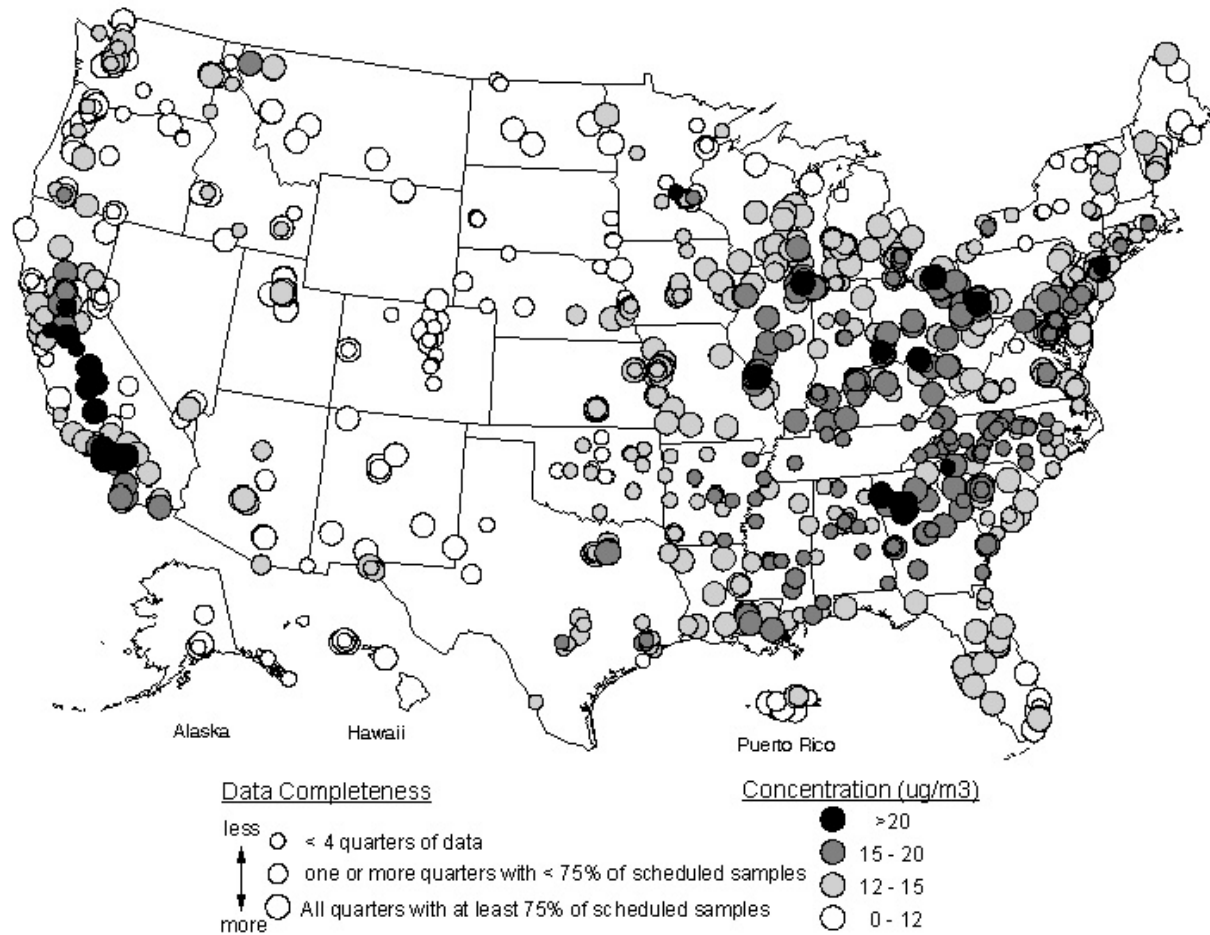 Alaska
Hawaii
Puerto Rico
Data Completeness
less
< 4 quarters of data
one or more quarters with < 75% of scheduled samples
All quarters with at least 75% of scheduled samples
more
Concentration (ug/m3)
>20
15 - 20
12 - 15
0 - 12